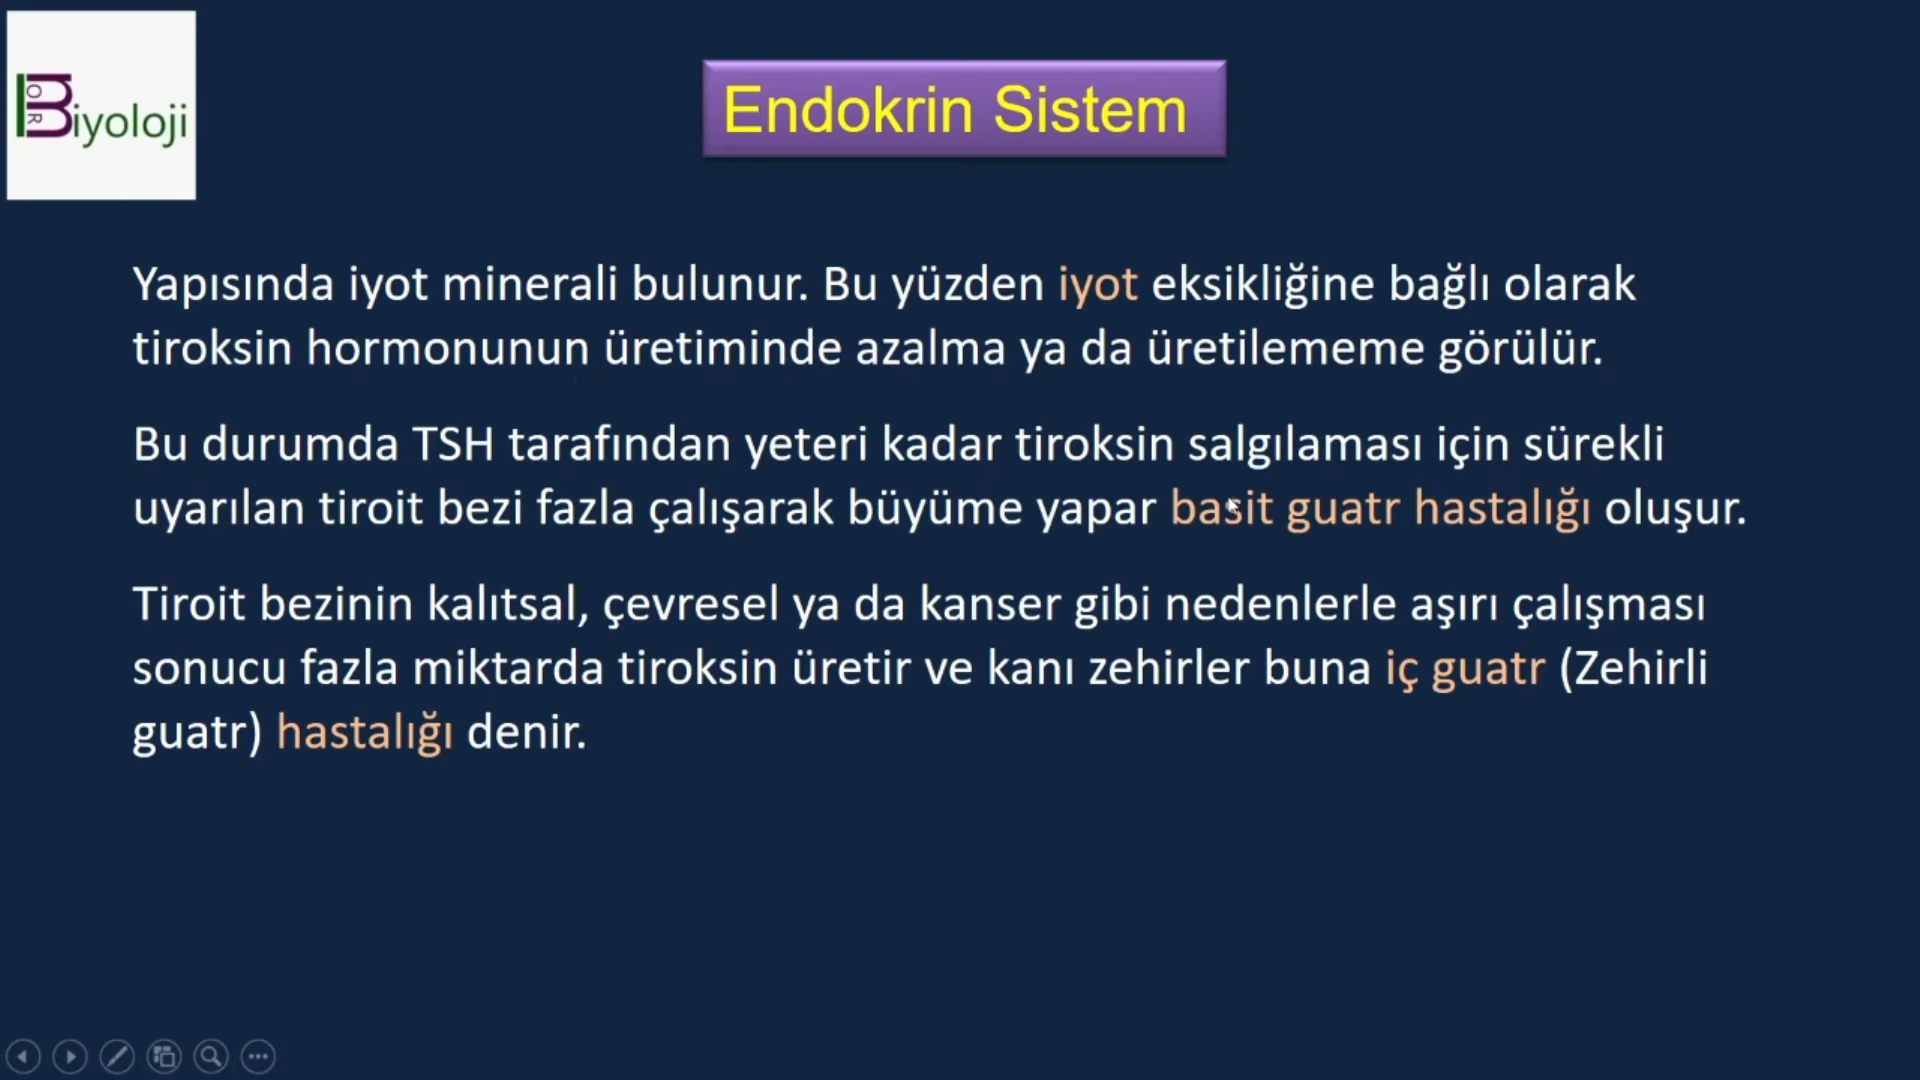 Biyoloji
Endokrin Sistem
Yapısında iyot minerali bulunur. Bu yüzden iyot eksikliğine bağlı olarak
tiroksin hormonunun üretiminde azalma ya da üretilememe görülür.
Bu durumda TSH tarafından yeteri kadar tiroksin salgılaması için sürekli
uyarılan tiroit bezi fazla çalışarak büyüme yapar basit guatr hastalığı oluşur.
Tiroit bezinin kalıtsal, çevresel ya da kanser gibi nedenlerle aşırı çalışması
sonucu fazla miktarda tiroksin üretir ve kanı zehirler buna iç guatr (Zehirli
guatr) hastalığı denir.